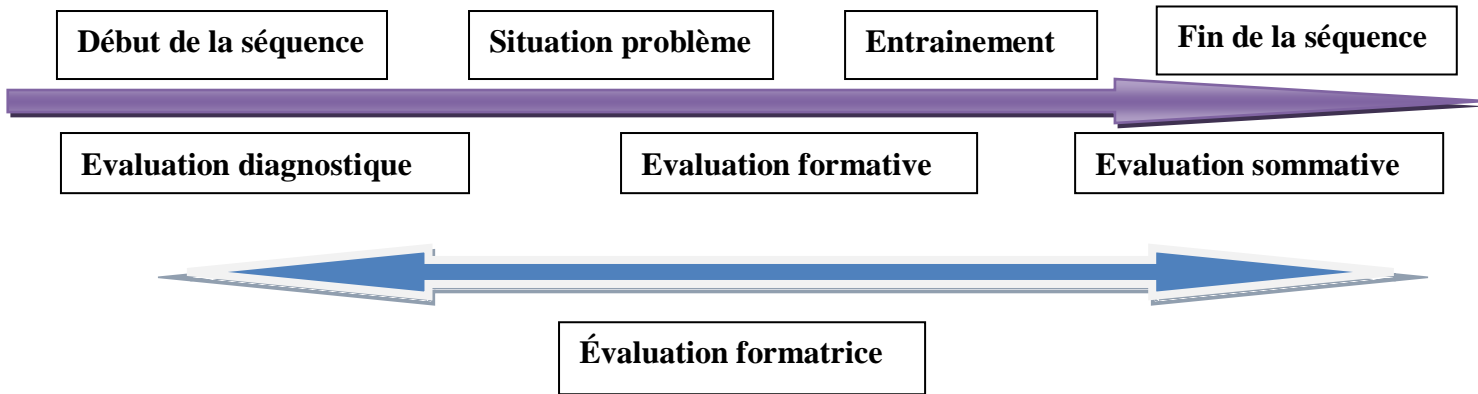 Début de la séquence
Situation problème
Entrainement
Fin de la séquence
Evaluation diagnostique
Evaluation formative
Evaluation sommative
Évaluation formatrice